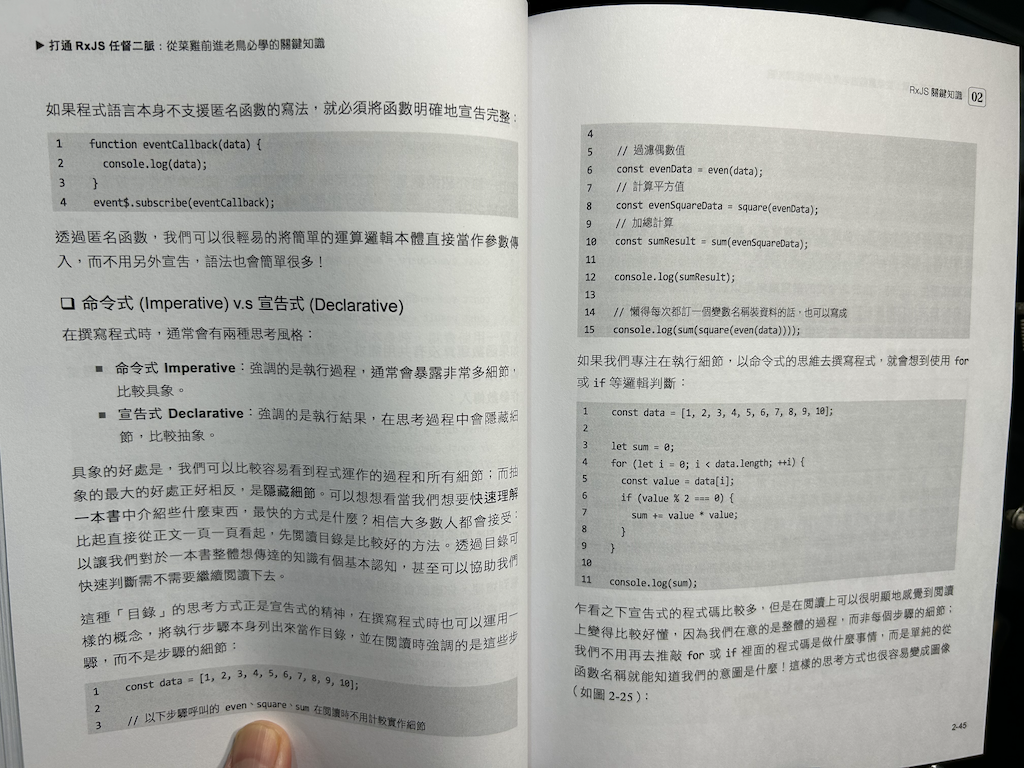 ▶ 打通 RxJS 任督二脈:從菜雞前進老鳥必學的關鍵知識
如果程式語言本身不支援匿名函數的寫法,就必須將函數明確地宣告完整:
1 function eventCallback(data) {
2 console.log(data);
3 }
4 event$.subscribe(eventCallback);
透過匿名函數,我們可以很輕易的將簡單的運算邏輯本體直接當作參數傳
入,而不用另外宣告,語法也會簡單很多!
❏ 命令式 (Imperative) v.s 宣告式 (Declarative)
在撰寫程式時,通常會有兩種思考風格:
■ 命令式 Imperative:強調的是執行過程,通常會暴露非常多細節,
比較具象。
■ 宣告式 Declarative:強調的是執行結果,在思考過程中會隱藏細
節,比較抽象。
具象的好處是,我們可以比較容易看到程式運作的過程和所有細節;而抽
象的最大的好處正好相反,是隱藏細節。可以想想看當我們想要快速理解
一本書中介紹些什麼東西,最快的方式是什麼?相信大多數人都會接受:
比起直接從正文一頁一頁看起,先閱讀目錄是比較好的方法。透過目錄可
以讓我們對於一本書整體想傳達的知識有個基本認知,甚至可以協助我們
快速判斷需不需要繼續閱讀下去。
這種「目錄」的思考方式正是宣告式的精神,在撰寫程式時也可以運用一
樣的概念,將執行步驟本身列出來當作目錄,並在閱讀時強調的是這些步
驟,而不是步驟的細節:
1 const data = [1, 2, 3, 4, 5, 6, 7, 8, 9, 10];
2
3 // 以下步驟呼叫的 even、square、sum 在閱讀時不用計較實作細節
RxJS 關鍵知識 02
4
5 // 過濾偶數值
6 const evenData = even(data);
7 // 計算平方值
8 const evenSquareData = square(evenData);
9 // 加總計算
10 const sumResult = sum(evenSquareData);
11
12 console.log(sumResult);
13
14 // 懶得每次都訂一個變數名稱裝資料的話,也可以寫成
15 console.log(sum(square(even(data))));
如果我們專注在執行細節,以命令式的思維去撰寫程式,就會想到使用 for
或 if 等邏輯判斷:
1 const data = [1, 2, 3, 4, 5, 6, 7, 8, 9, 10];
2
3 let sum = 0;
4 for (let i = 0; i < data.length; ++i) {
5 const value = data[i];
6 if (value % 2 === 0) {
7 sum += value * value;
8 }
9 }
10
11 console.log(sum);
乍看之下宣告式的程式碼比較多,但是在閱讀上可以很明顯地感覺到閱讀
上變得比較好懂,因為我們在意的是整體的過程,而非每個步驟的細節;
我們不用再去推敲 for 或 if 裡面的程式碼是做什麼事情,而是單純的從
函數名稱就能知道我們的意圖是什麼!這樣的思考方式也很容易變成圖像
(如圖 2-25):
2-45